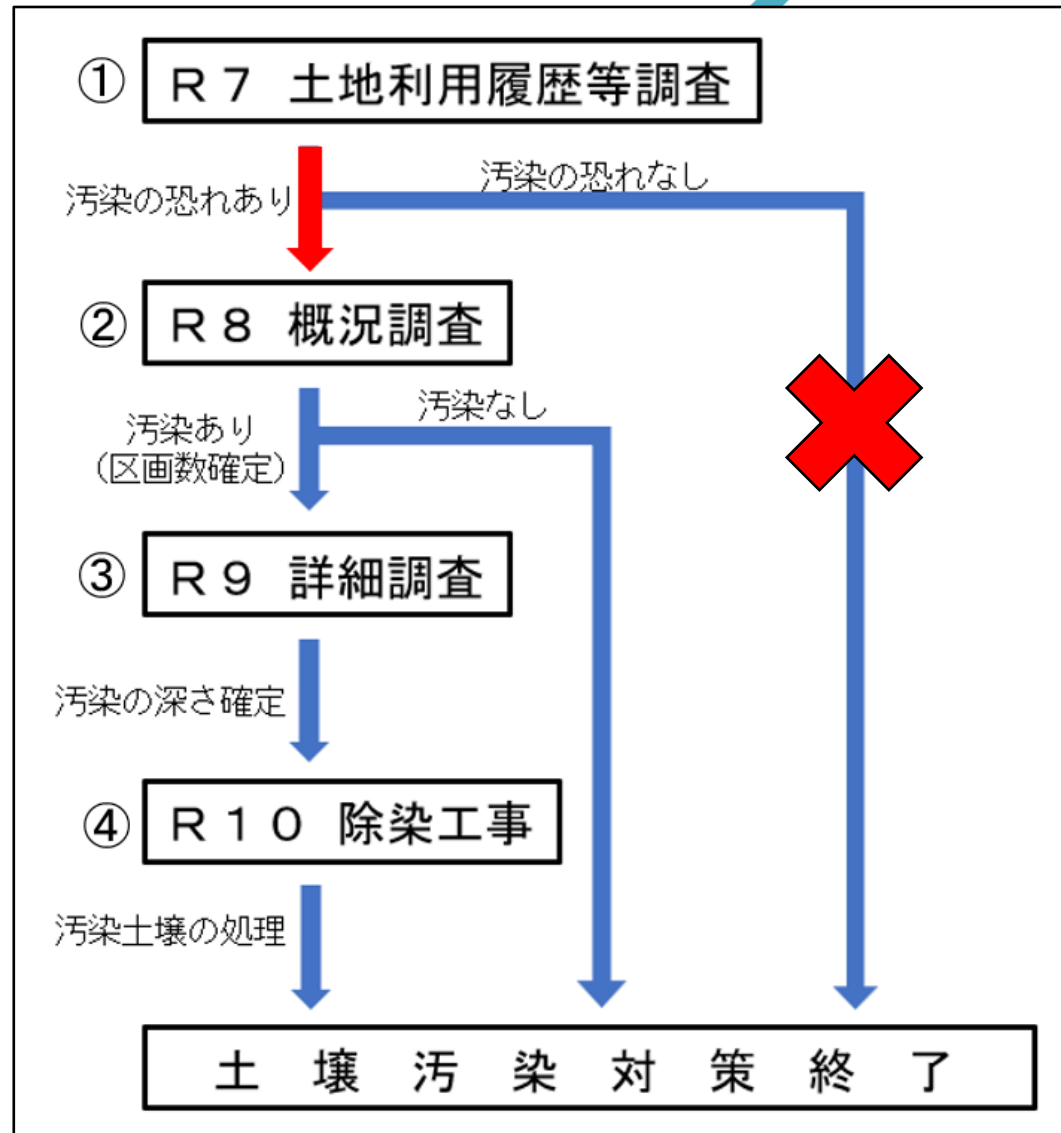 ① R7 土地利用履歴等調査
汚染の恐れなし
汚染の恐れあり
② R8 概況調査
汚染なし
汚染あり
(区画数確定)
③ R9 詳細調査
汚染の深さ確定
④ R10 除染工事
汚染土壌の処理
土壌汚染対策終了